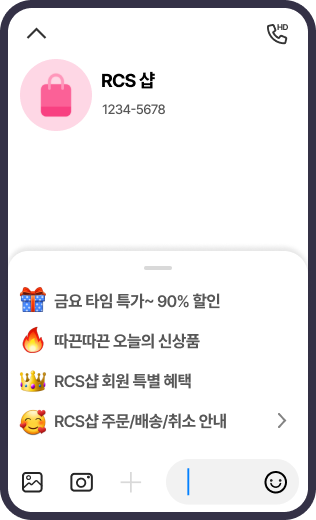 HD
RCS 샵
1234-5678
금요 타임 특가~ 90% 할인
따끈따끈 오늘의 신상품
RCS샵 회원 특별 혜택
RCS샵 주문/배송/취소 안내